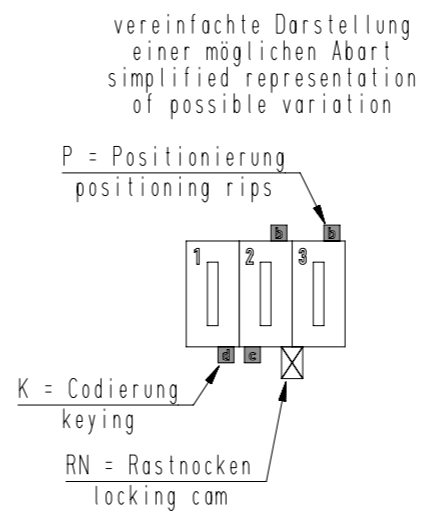 vereinfachte Darstellung
einer möglichen Abart
simplified representation
of possible variation
P = Positionierung
positioning rips
1 2 3
d c
K = Codierung
keying
RN = Rastnocken
locking cam